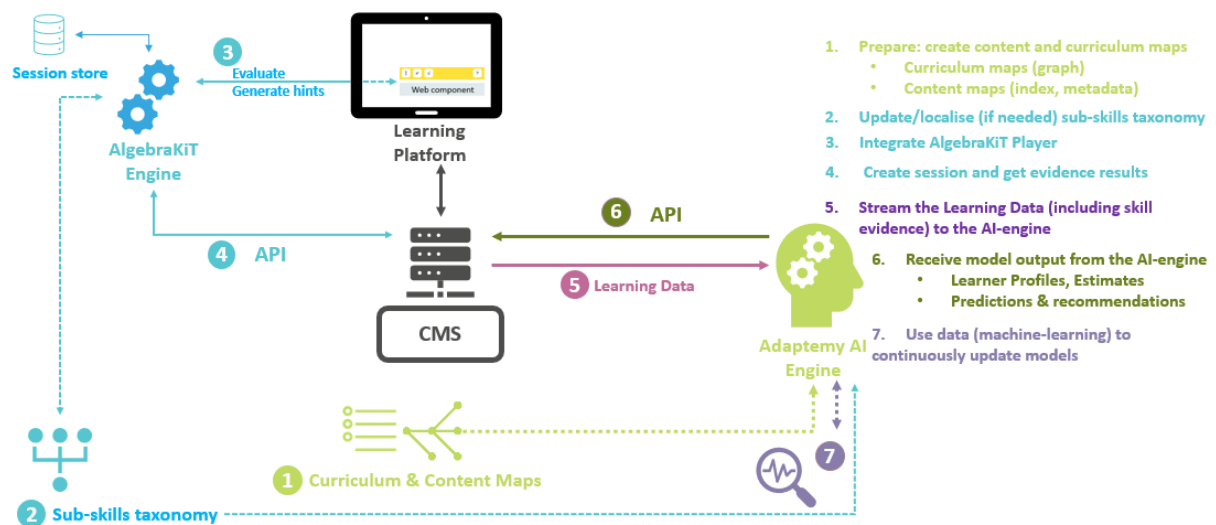 Session store
3
Evaluate
Generate hints
Web component
AlgebraKiT
Engine
Learning
Platform
4 API
6 API
5 Learning Data
CMS
Adaptemy AI
Engine
1 Curriculum & Content Maps
7
2 Sub-skills taxonomy
1. Prepare: create content and curriculum maps
• Curriculum maps (graph)
• Content maps (index, metadata)
2. Update/localise (if needed) sub-skills taxonomy
3. Integrate AlgebraKiT Player
4. Create session and get evidence results
5. Stream the Learning Data (including skill
evidence) to the AI-engine
6. Receive model output from the AI-engine
• Learner Profiles, Estimates
• Predictions & recommendations
7. Use data (machine-learning) to
continuously update models